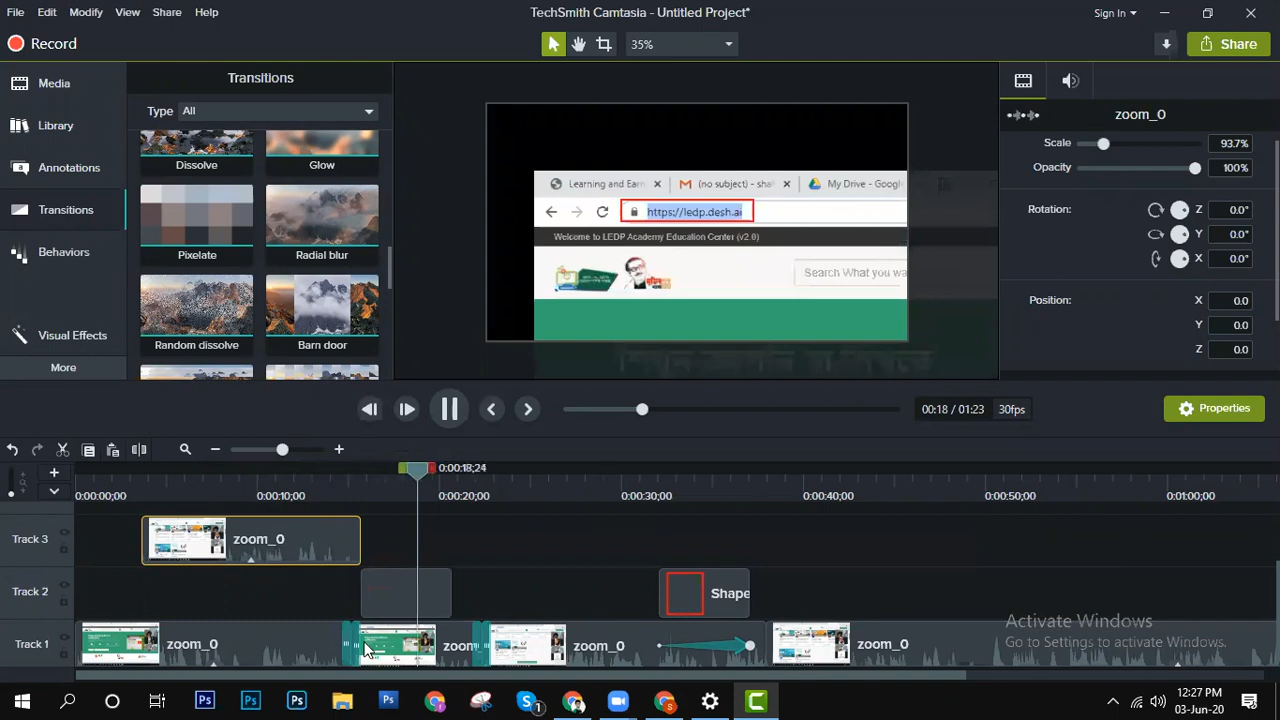 File Edit Modify View Share Help TechSmith Camtasia - Untitled Project* Sign In
Record 35% Share
Media Transitions
Type All
Library
Annotations
Transitions
Behaviors
Visual Effects
More
Dissolve Glow
Pixelate Radial blur
Random dissolve Barn door
Learning and Earn (no subject) - sha My Drive - Google
https://ledp.desh.ai
Welcome to LEDP Academy Education Center (v2.0)
Search What you wa
zoom_0
Scale 93.7%
Opacity 100%
Rotation: Z 0.0°
Y 0.0°
X 0.0°
Position: X 0.0
Y 0.0
Z 0.0
00:18 / 01:23 30fps Properties
0:00:18;24
0:00:00;00 0:00:10;00 0:00:20;00 0:00:30;00 0:00:40;00 0:00:50;00 0:01:00;00
Track 3 zoom_0
Track 2 Shape
Track 1 zoom_0 zoom zoom_0 zoom_0
Activate Windows
Go to Settings to activate Windows.
Ps Ps Ps Ps S 1 S C
12:27 PM
03-Jun-20